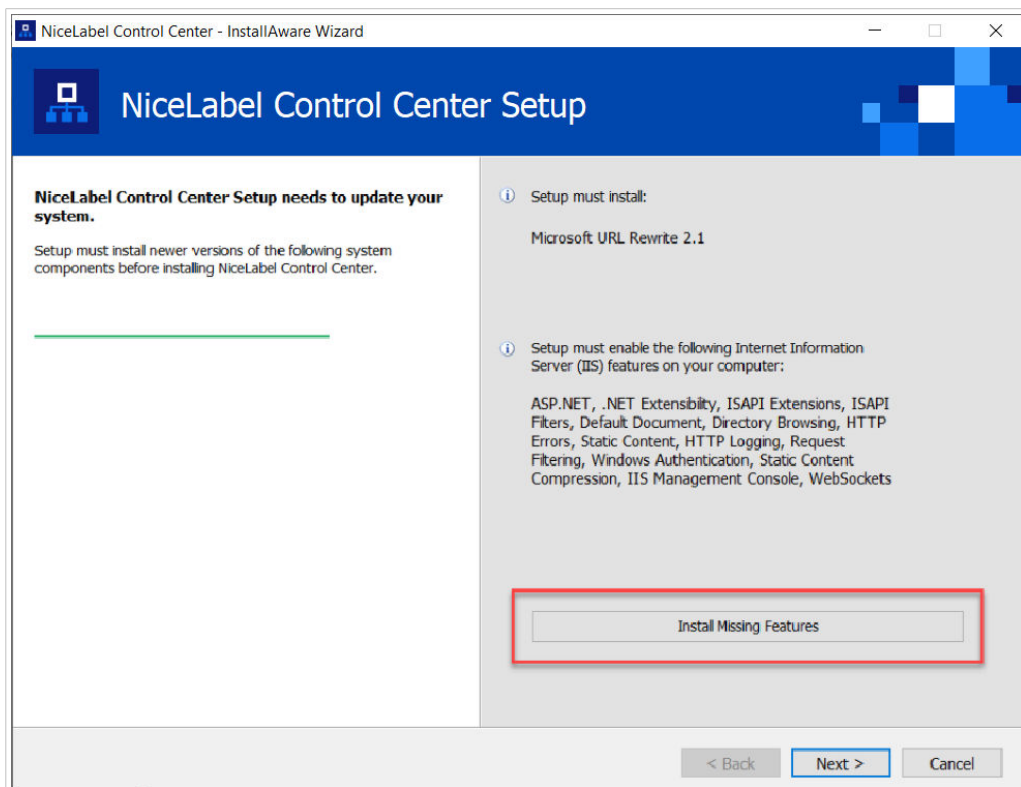 NiceLabel Control Center - InstallAware Wizard
NiceLabel Control Center Setup
NiceLabel Control Center Setup needs to update your
system.
Setup must install newer versions of the following system
components before installing NiceLabel Control Center.
Setup must install:
Microsoft URL Rewrite 2.1
Setup must enable the following Internet Information
Server (IIS) features on your computer:
ASP.NET, .NET Extensibilty, ISAPI Extensions, ISAPI
Filters, Default Document, Directory Browsing, HTTP
Errors, Static Content, HTTP Logging, Request
Filtering, Windows Authentication, Static Content
Compression, IIS Management Console, WebSockets
Install Missing Features
< Back
Next >
Cancel